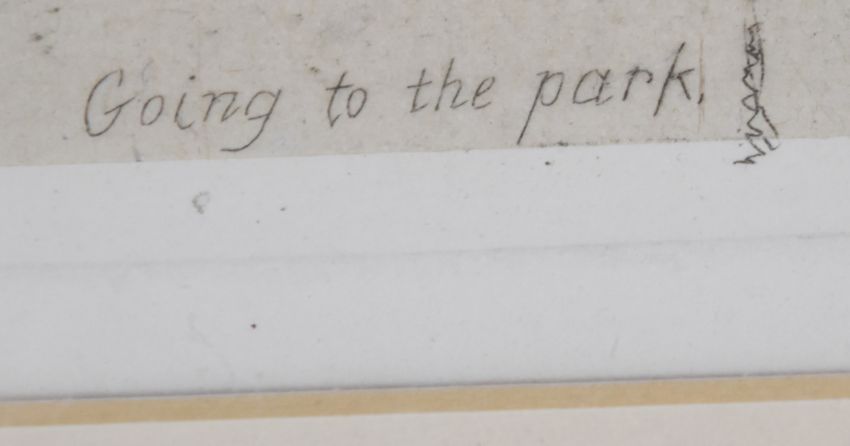 Going to the park.